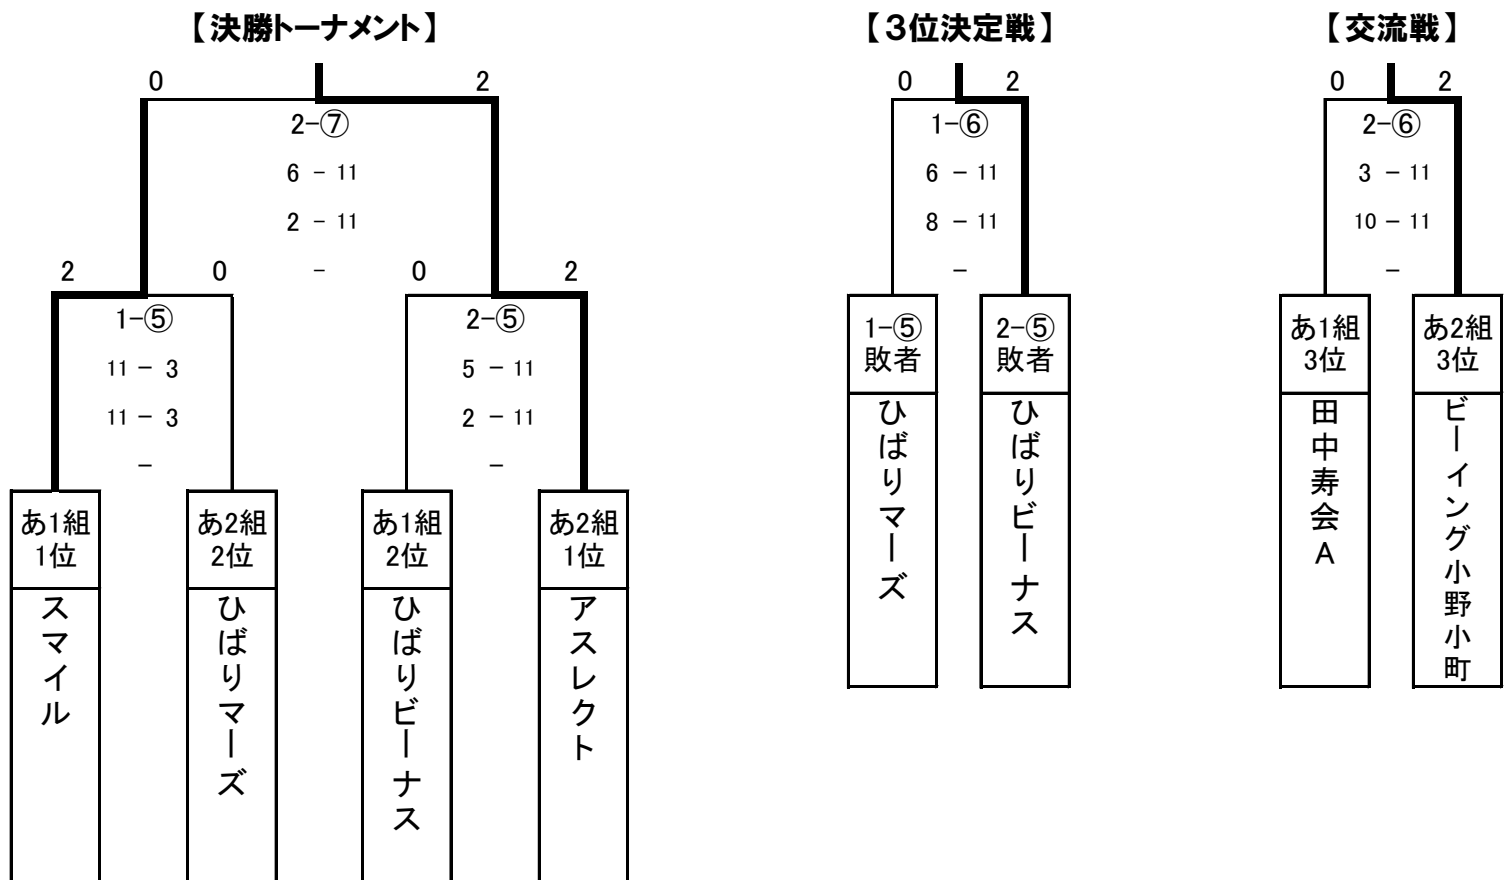 【決勝トーナメント】
0 2
2-⑦
6 - 11
2 - 11
-
2 0 0 2
1-⑤ 2-⑤
11 - 3 5 - 11
11 - 3 2 - 11
- -
あ1組 あ2組 あ1組 あ2組
1位 2位 2位 1位
スマイル
ひばりマーズ
ひばりビーナス
アスレクト
【3位決定戦】
0 2
1-⑥
6 - 11
8 - 11
-
1-⑤ 2-⑤
敗者 敗者
ひばりマーズ
ひばりビーナス
【交流戦】
0 2
2-⑥
3 - 11
10 - 11
-
あ1組 あ2組
3位 3位
田中寿会A
ビーイング小野小町